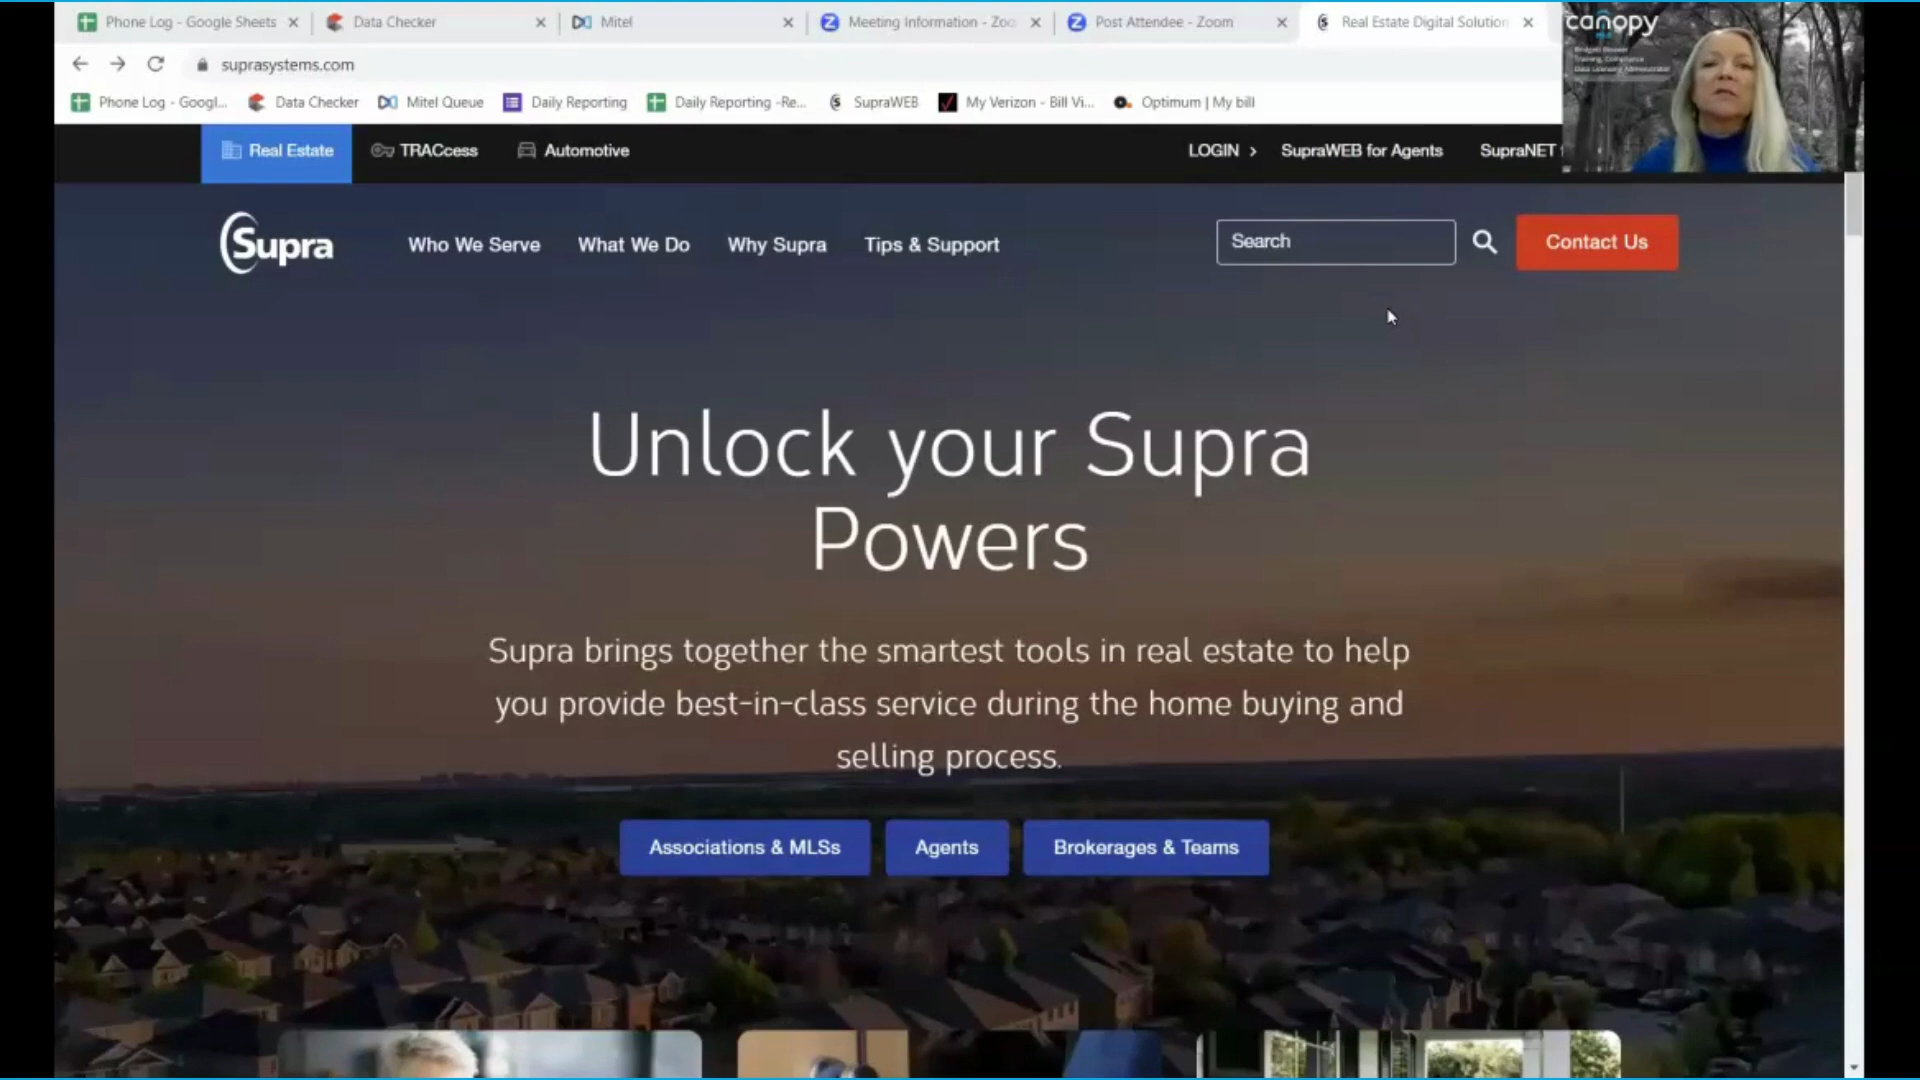 Phone Log - Google Sheets
Data Checker
Mitel
Meeting Information - Zoo
Post Attendee - Zoom
Real Estate Digital Solution
suprasystems.com
Phone Log - Googl...
Data Checker
Mitel Queue
Daily Reporting
Daily Reporting -Re...
SupraWEB
My Verizon - Bill Vi...
Optimum | My bill
canopy
Real Estate
TRACcess
Automotive
LOGIN
SupraWEB for Agents
SupraNET
Supra
Who We Serve
What We Do
Why Supra
Tips & Support
Search
Contact Us
Unlock your Supra
Powers
Supra brings together the smartest tools in real estate to help
you provide best-in-class service during the home buying and
selling process.
Associations & MLSs
Agents
Brokerages & Teams